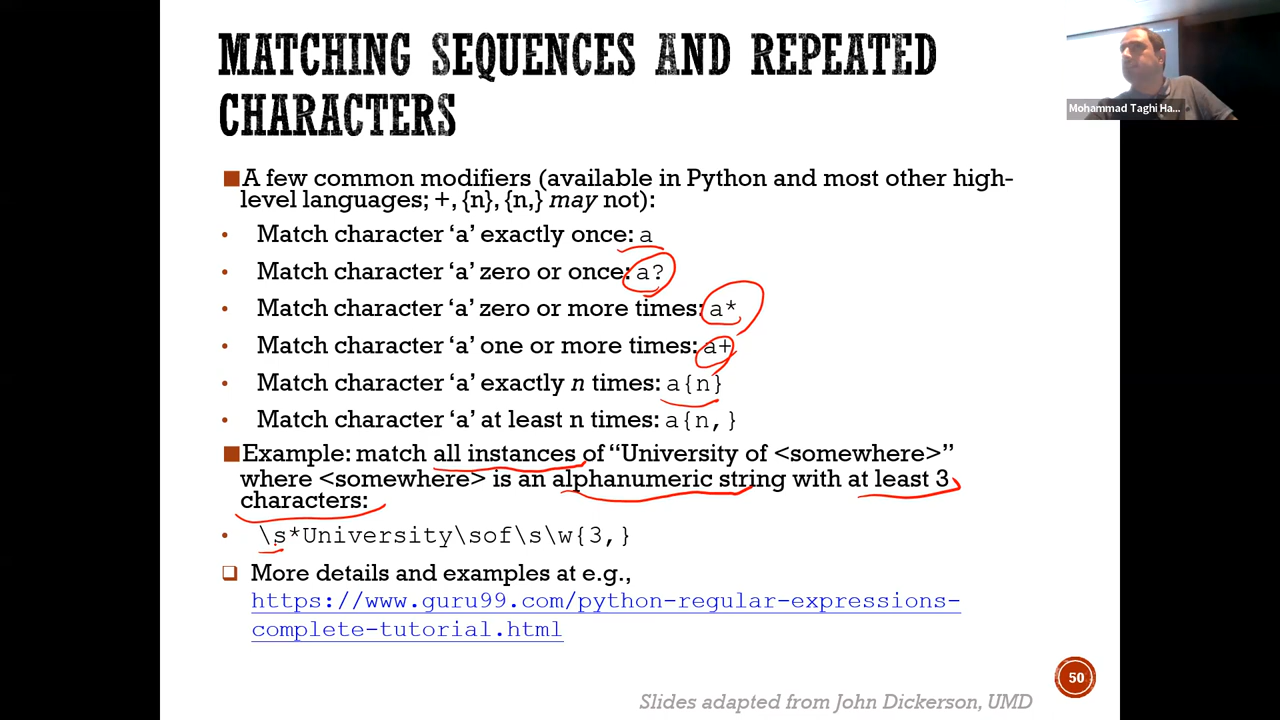 MATCHING SEQUENCES AND REPEATED
CHARACTERS
Mohammad Taghi Ha...
A few common modifiers (available in Python and most other high-
level languages; +, {n}, {n,} may not):
• Match character ‘a’ exactly once: a
• Match character ‘a’ zero or once: a?
• Match character ‘a’ zero or more times: a*
• Match character ‘a’ one or more times: a+
• Match character ‘a’ exactly n times: a{n}
• Match character ‘a’ at least n times: a{n,}
Example: match all instances of “University of <somewhere>”
where <somewhere> is an alphanumeric string with at least 3
characters:
• \s*University\sof\s\w{3,}
More details and examples at e.g.,
https://www.guru99.com/python-regular-expressions-
complete-tutorial.html
50
Slides adapted from John Dickerson, UMD